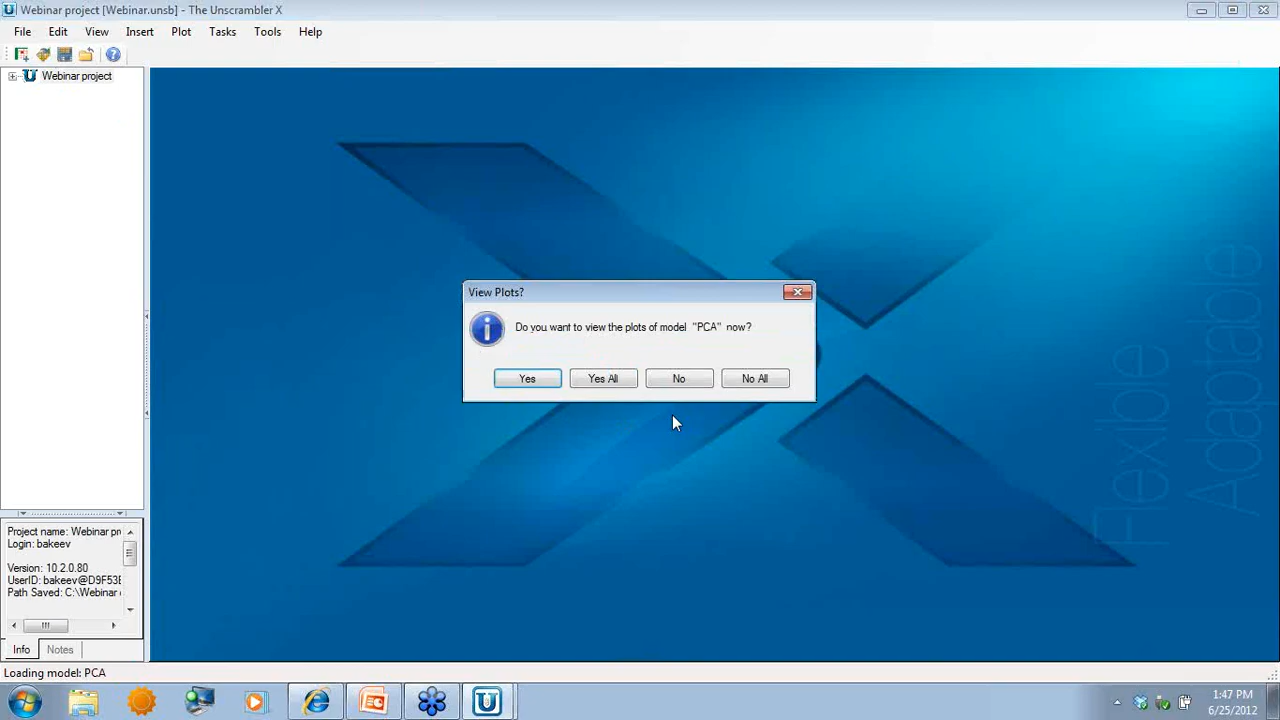 Webinar project [Webinar.unsb] - The Unscrambler X
File Edit View Insert Plot Tasks Tools Help
Webinar project
View Plots?
Do you want to view the plots of model "PCA" now?
Yes Yes All No No All
Flexible
Adaptable
Project name: Webinar pr
Login: bakeev
Version: 10.2.0.80
UserID: bakeev@D9F53E
Path Saved: C:\Webinar
Info Notes
Loading model: PCA
1:47 PM
6/25/2012